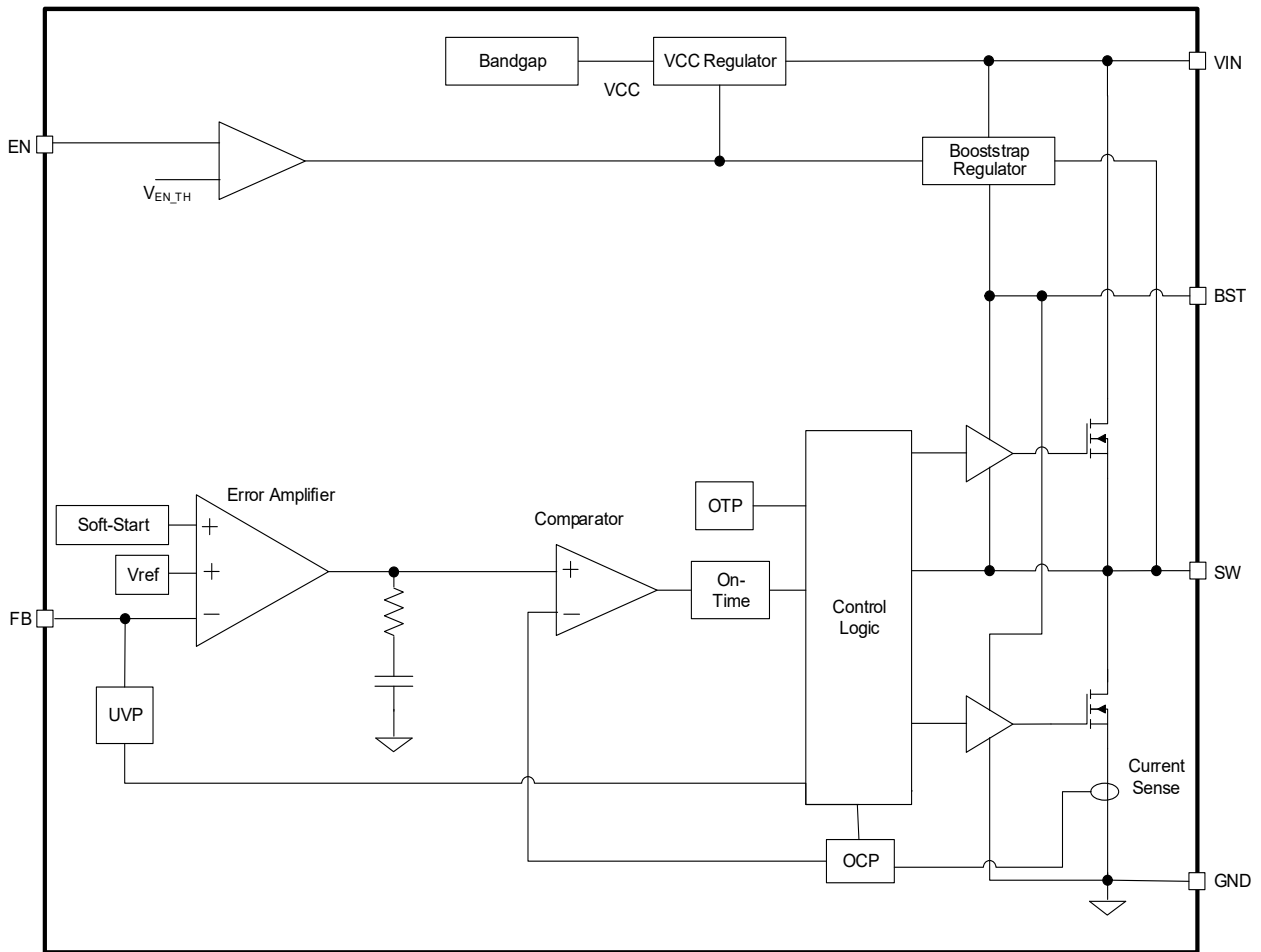 Bandgap
VCC Regulator
VIN
VCC
EN
V_EN_TH
Booststrap
Regulator
BST
Error Amplifier
Soft-Start
+
Vref
+
FB
−
UVP
Comparator
+
−
OTP
On-
Time
Control
Logic
SW
Current
Sense
OCP
GND